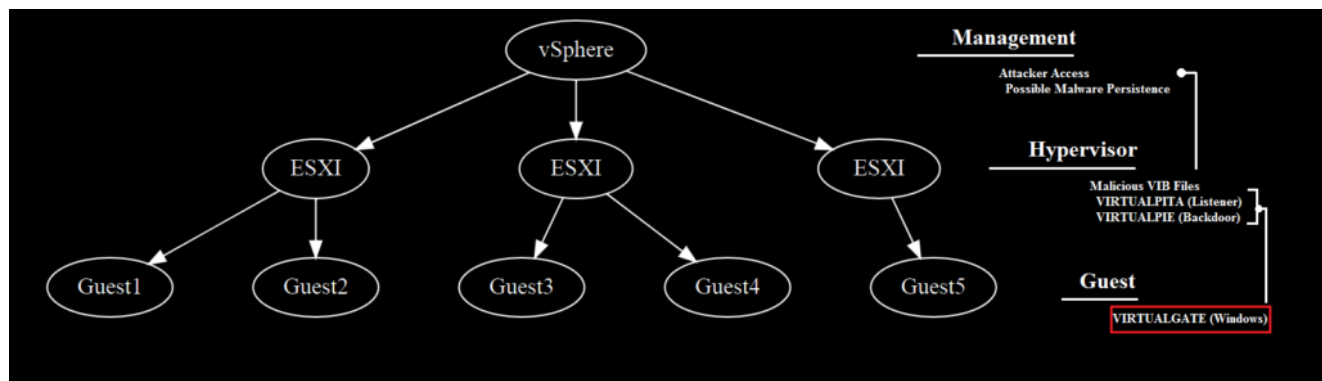 vSphere
Management
Attacker Access
Possible Malware Persistence
ESXI
ESXI
ESXI
Hypervisor
Malicious VIB Files
VIRTUALPITA (Listener)
VIRTUALPIE (Backdoor)
Guest1
Guest2
Guest3
Guest4
Guest5
Guest
VIRTUALGATE (Windows)